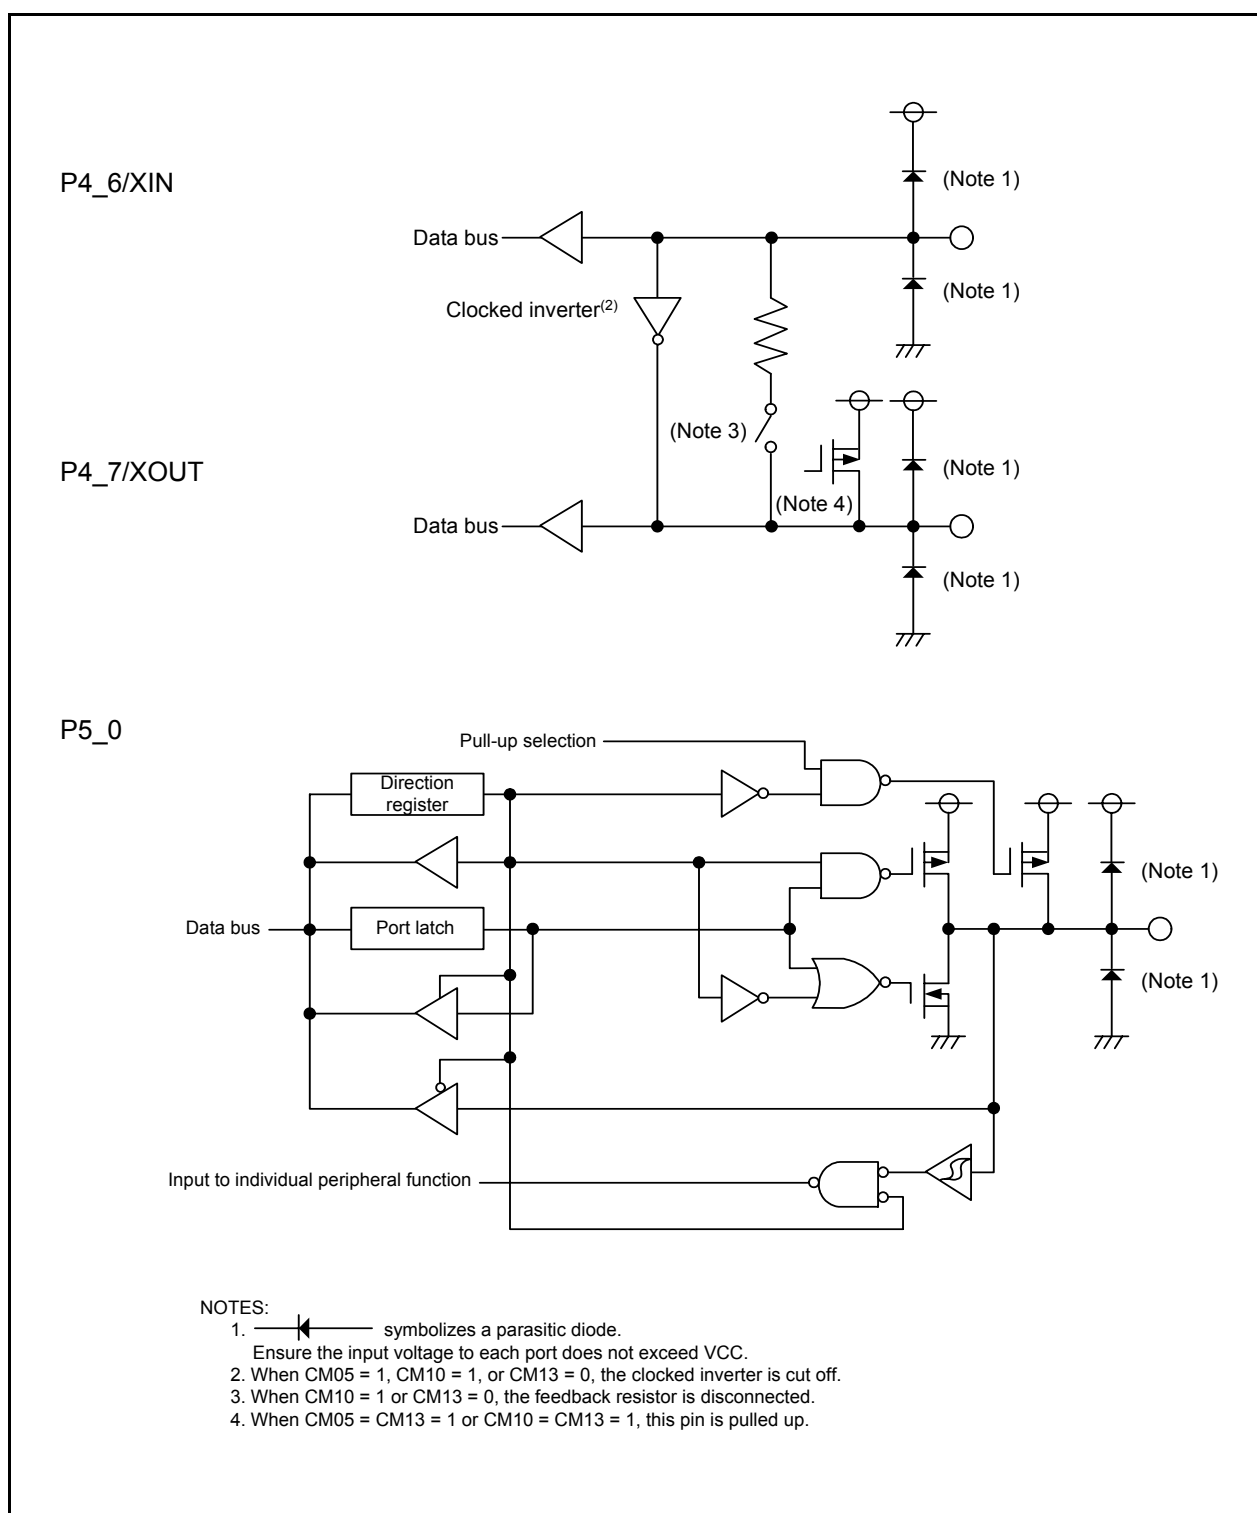 P4_6/XIN
(Note 1)
Data bus
(Note 1)
Clocked inverter(2)
(Note 3)
P4_7/XOUT
(Note 1)
(Note 4)
Data bus
(Note 1)
P5_0
Pull-up selection
Direction
register
(Note 1)
Data bus
Port latch
(Note 1)
Input to individual peripheral function
NOTES:
1. symbolizes a parasitic diode.
Ensure the input voltage to each port does not exceed VCC.
2. When CM05 = 1, CM10 = 1, or CM13 = 0, the clocked inverter is cut off.
3. When CM10 = 1 or CM13 = 0, the feedback resistor is disconnected.
4. When CM05 = CM13 = 1 or CM10 = CM13 = 1, this pin is pulled up.